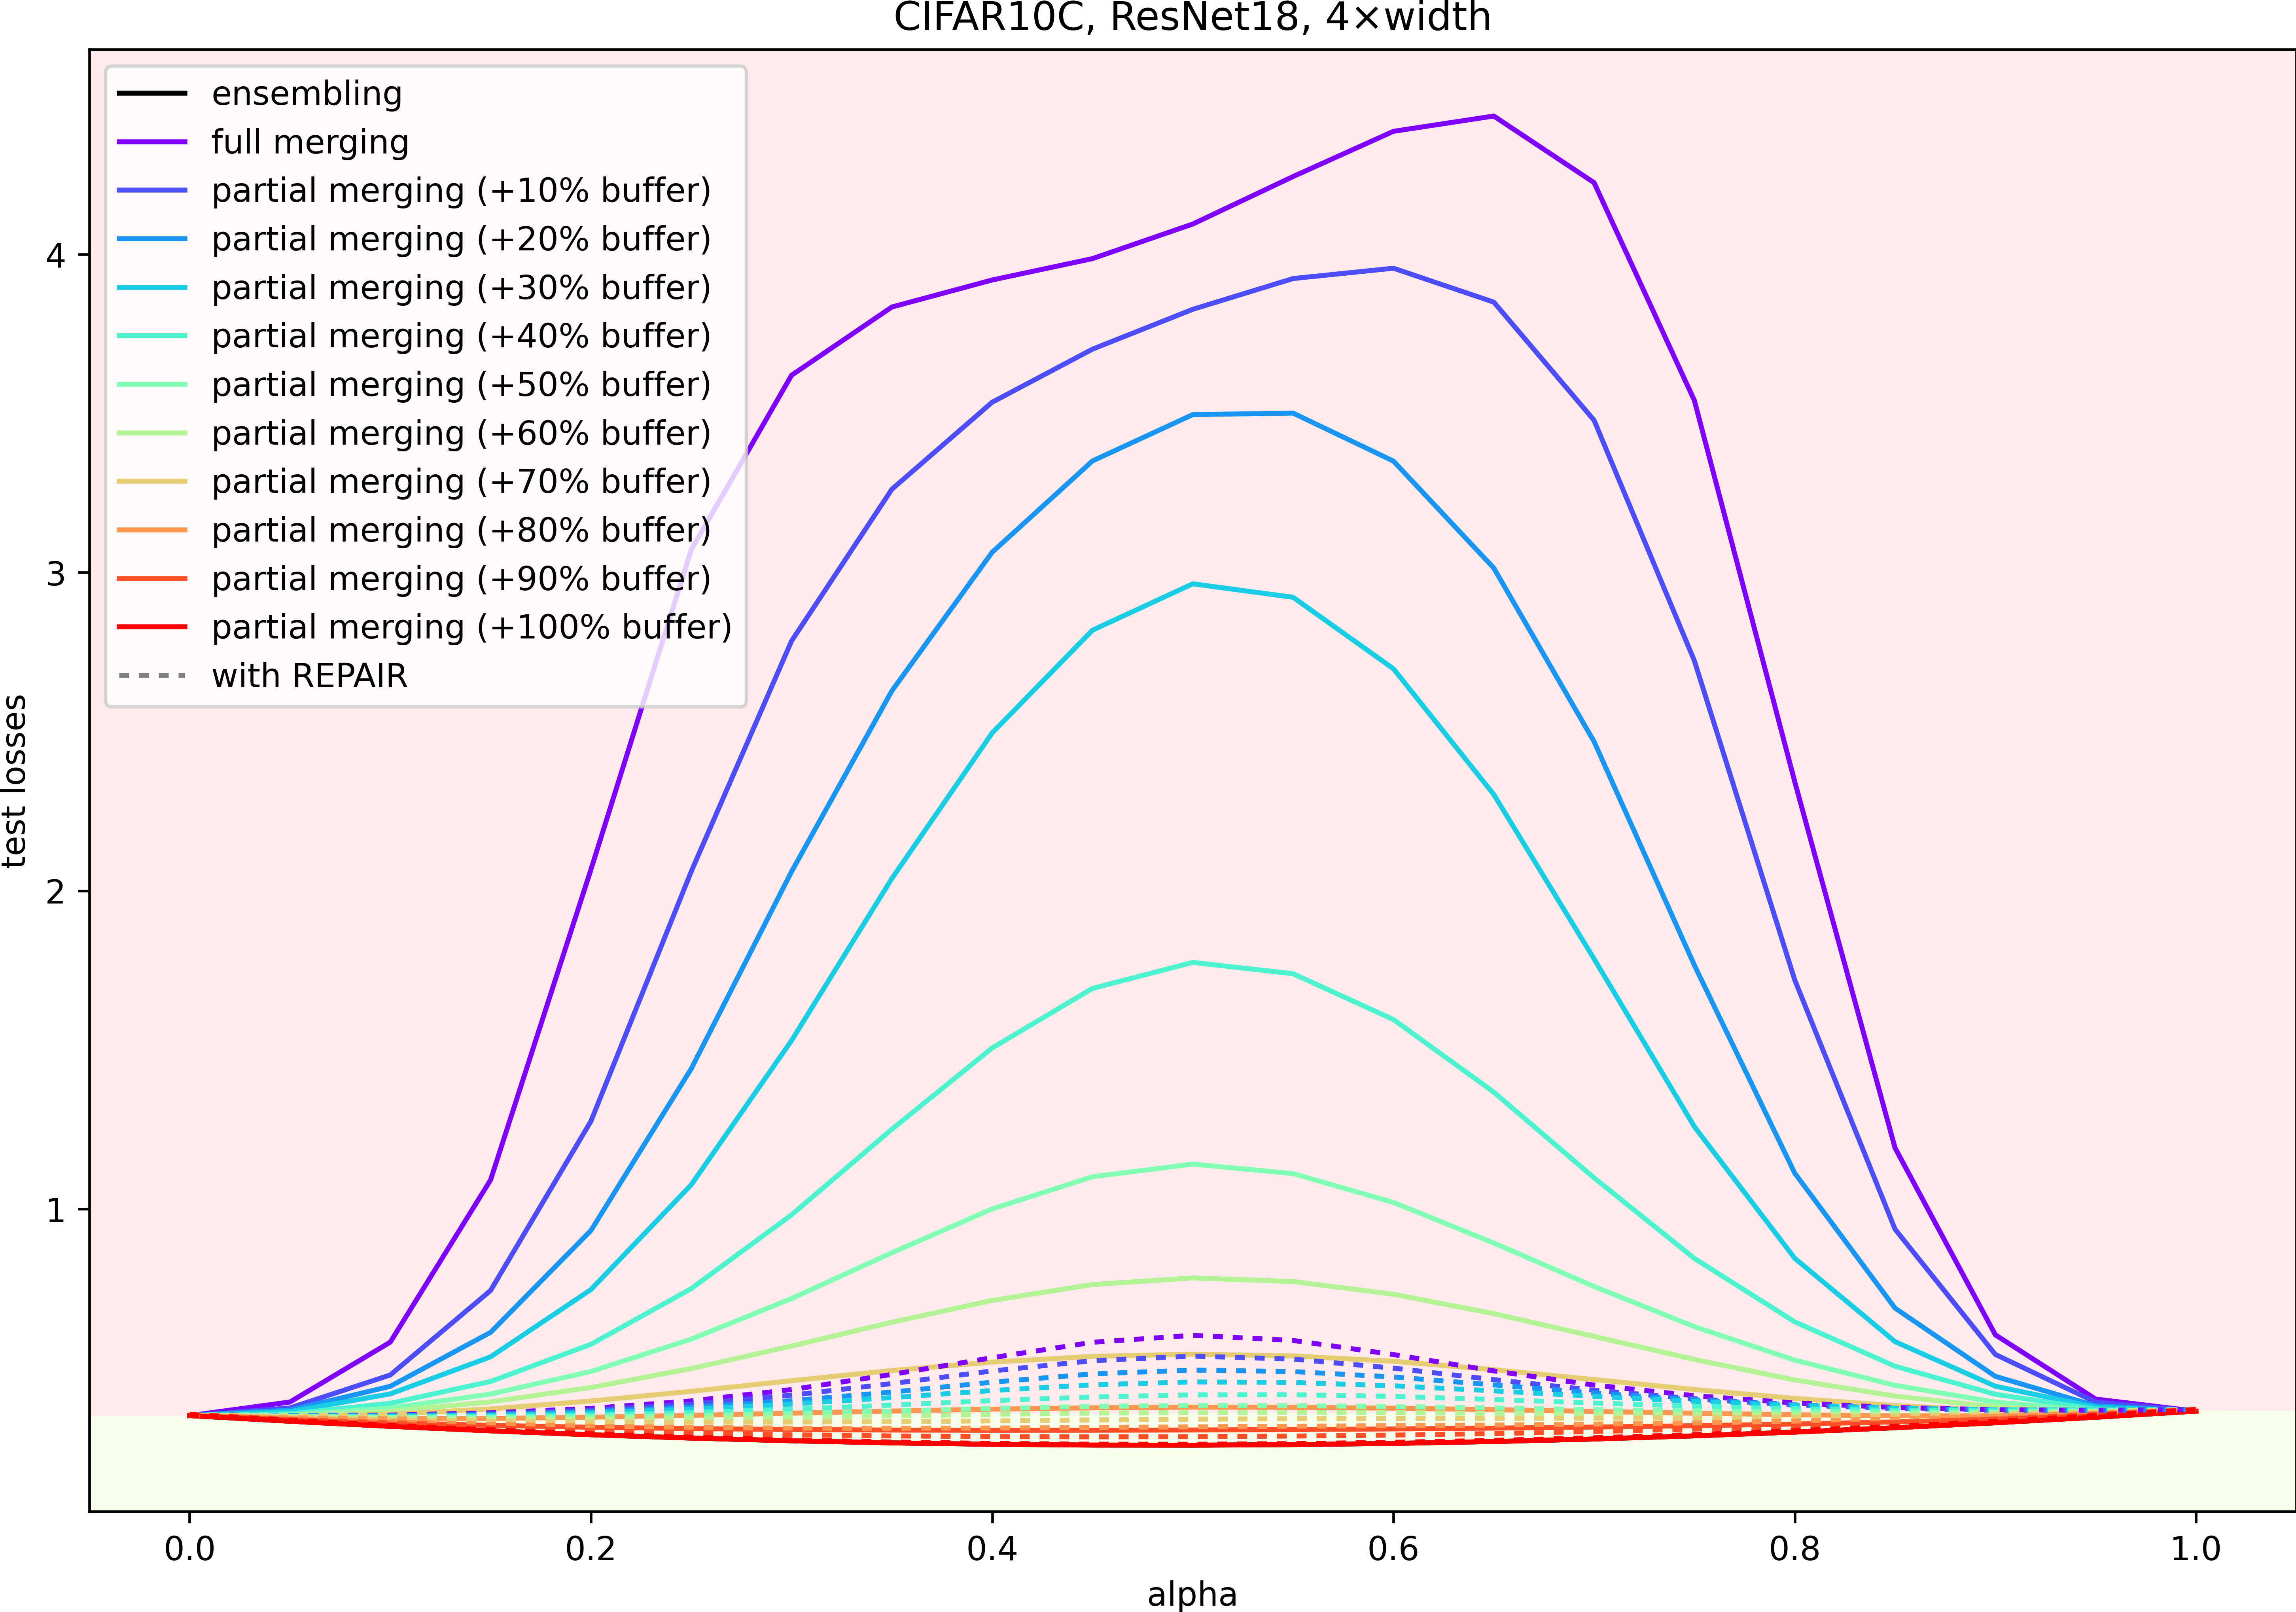 CIFAR10C, ResNet18, 4×width
ensembling
full merging
partial merging (+10% buffer)
partial merging (+20% buffer)
partial merging (+30% buffer)
partial merging (+40% buffer)
partial merging (+50% buffer)
partial merging (+60% buffer)
partial merging (+70% buffer)
partial merging (+80% buffer)
partial merging (+90% buffer)
partial merging (+100% buffer)
with REPAIR
4
3
2
1
test losses
0.0 0.2 0.4 0.6 0.8 1.0
alpha